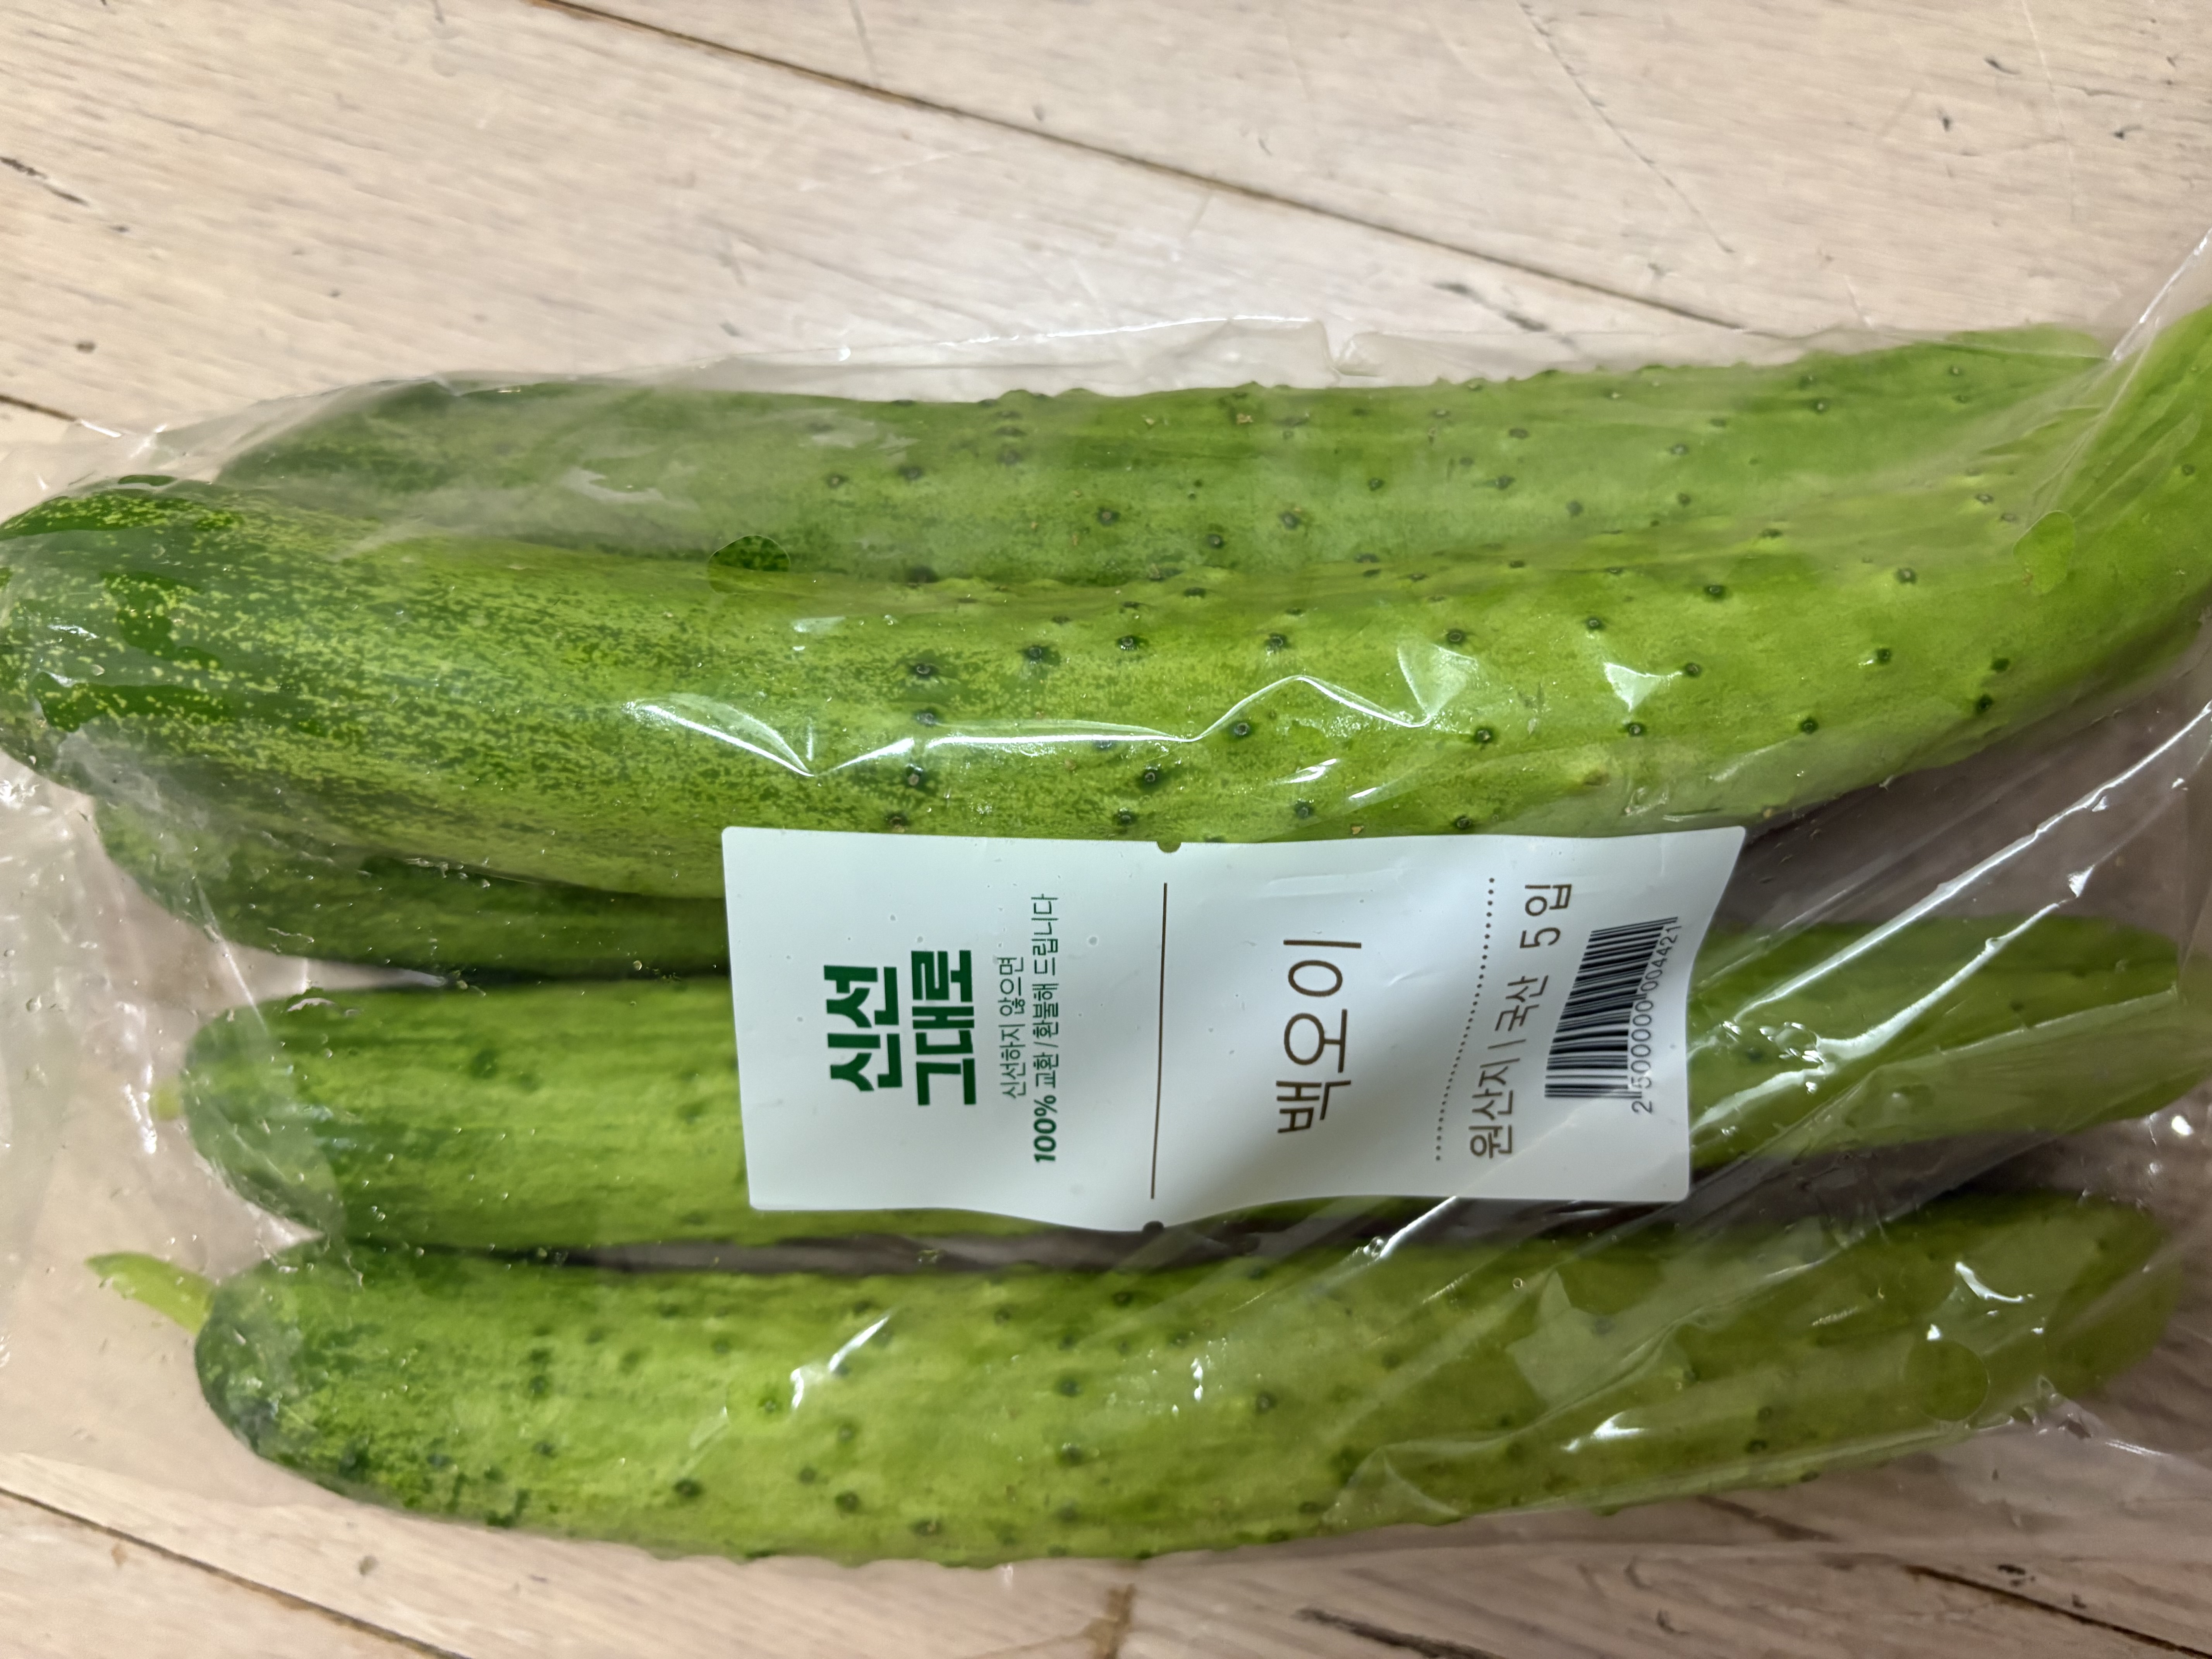 신선
그대로
신선하지 않으면
100% 교환 / 환불해 드립니다
백오이
원산지 | 국산 5입
2500000004421